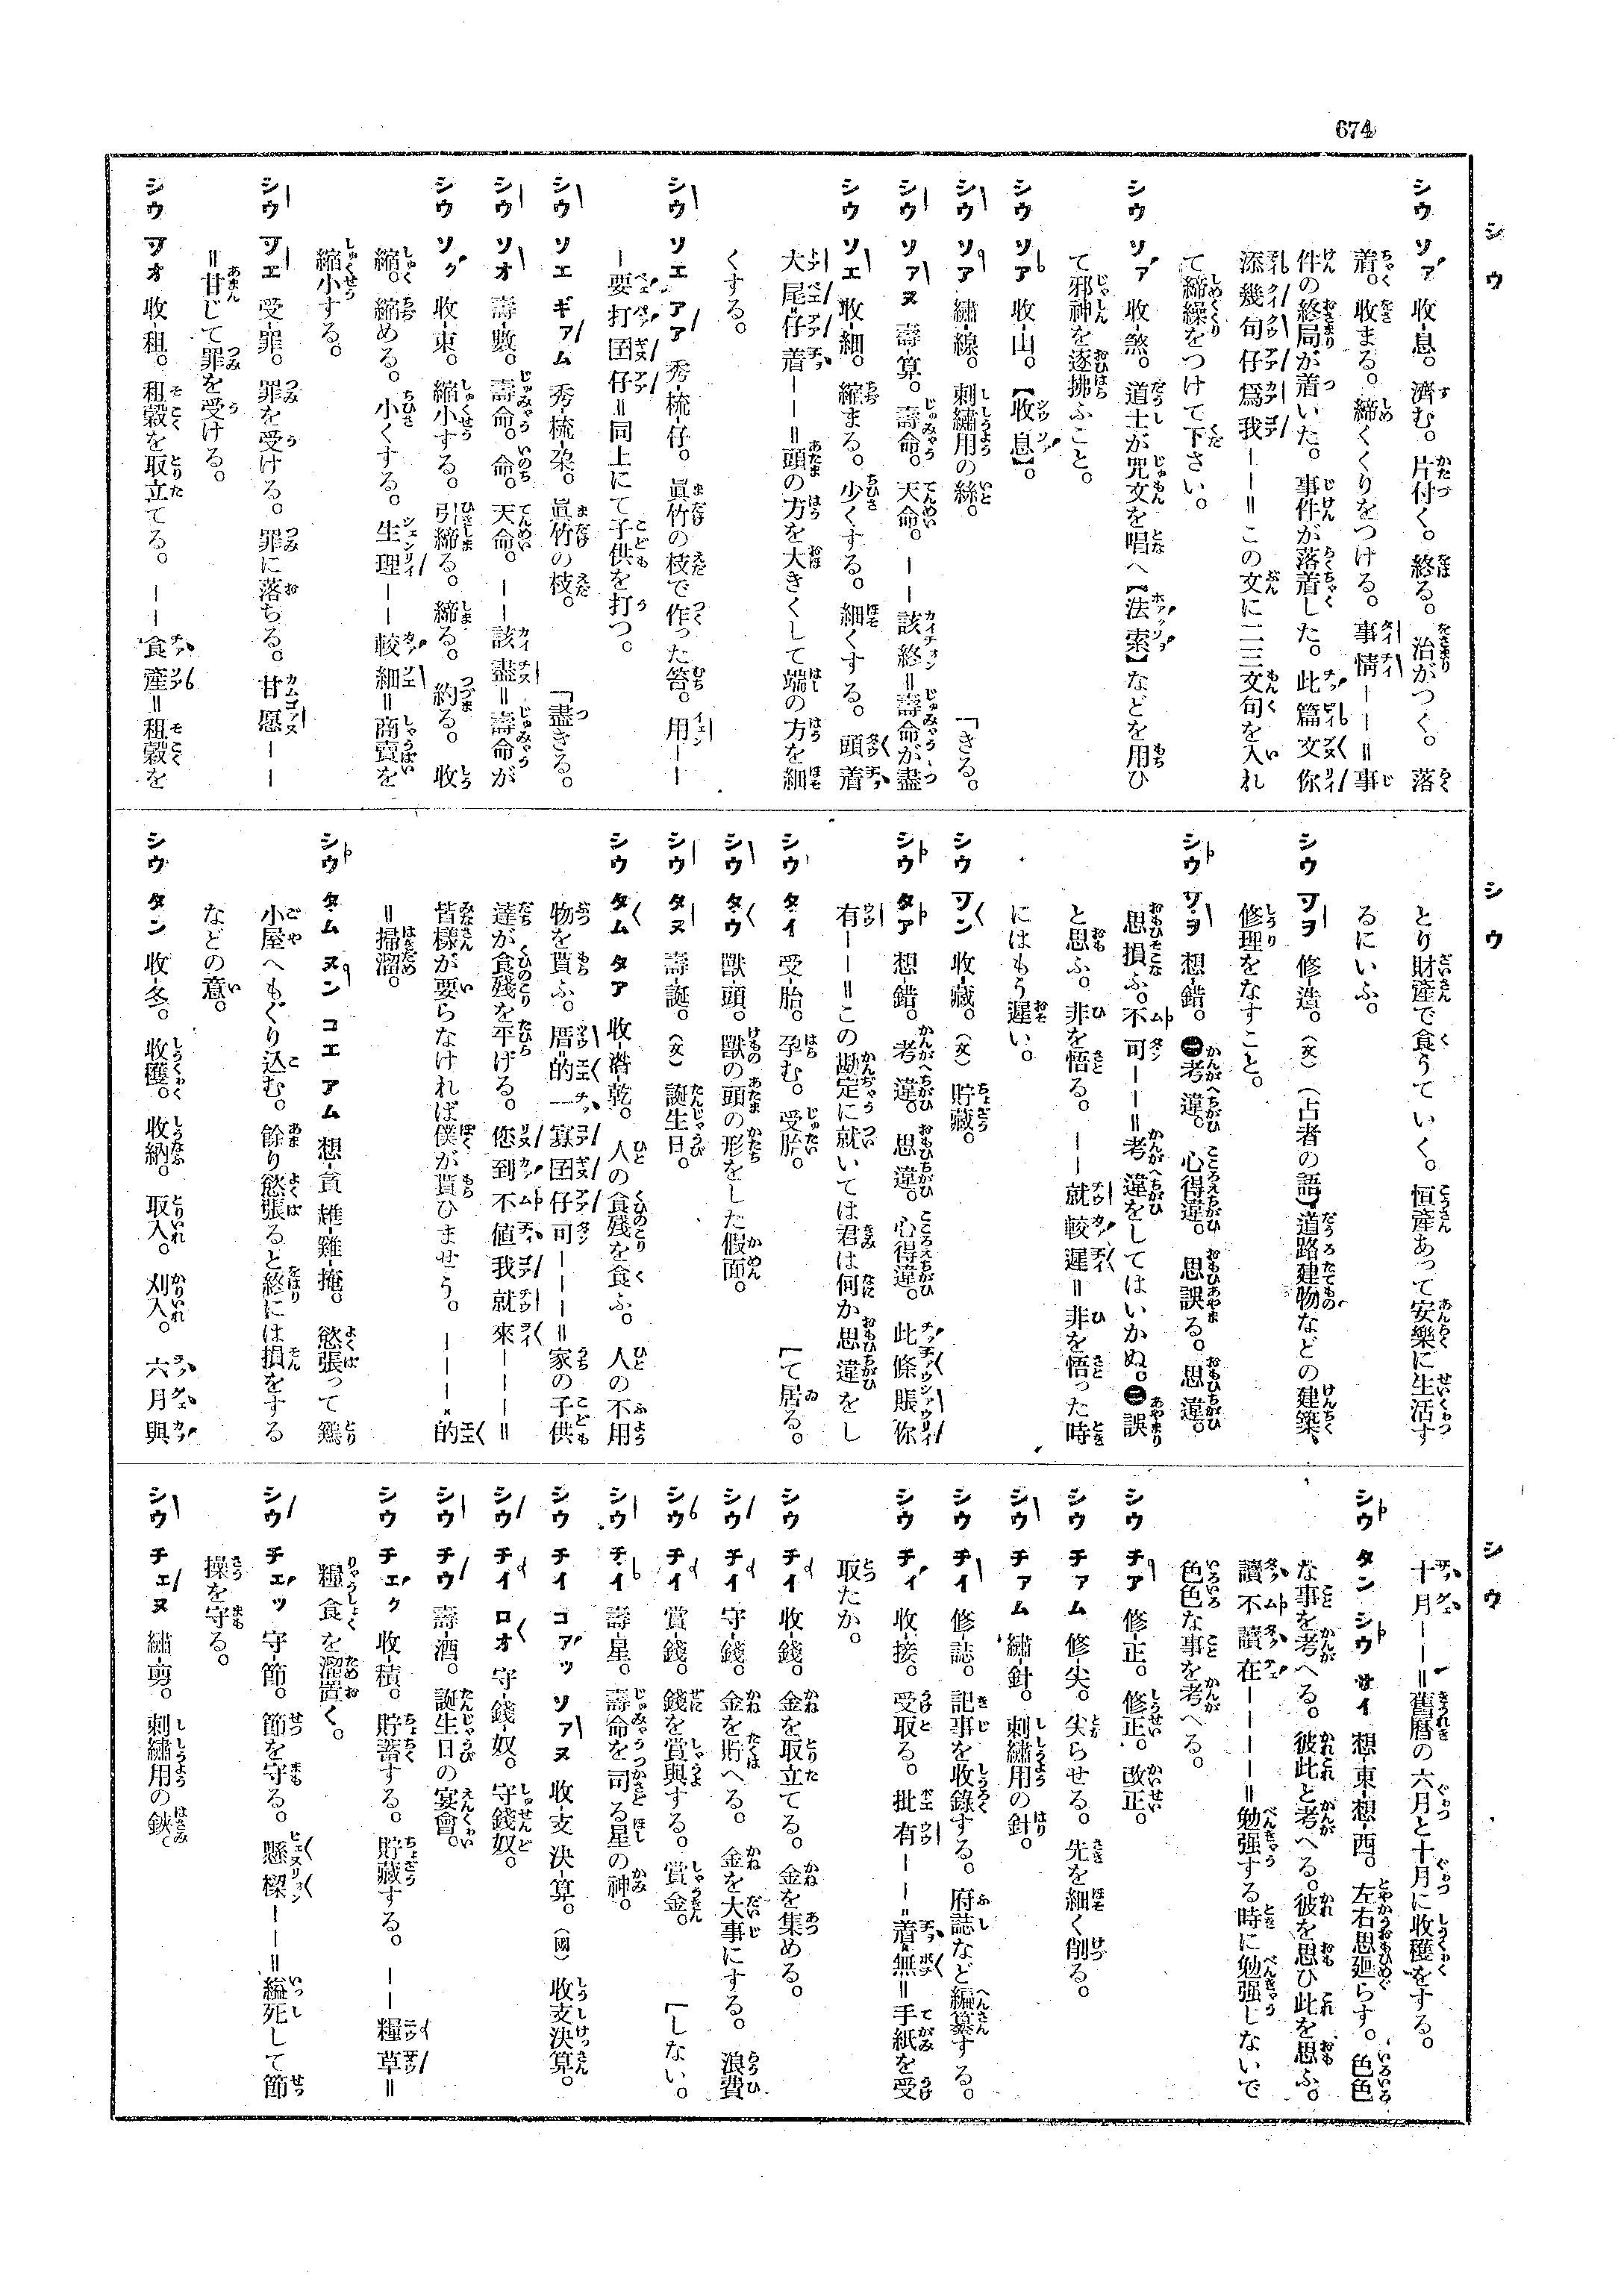 674
シウ
シウ ソア 收-息。濟む。片付く。終る。治がつく。落
着。收まる。締くくりをつける。事情――＝事
件の終局が着いた。事件が落着した。此篇文你
添幾句仔爲我――＝この文に二三文句を入れ
て締繰をつけて下さい。
シウ ソア 收-煞。道士が咒文を唱へ【法索】などを用ひ
て邪神を逐拂ふこと。
シウ ソア 收-山。【收息】。
シウ ソア 繡-線。刺繡用の絲。
シウ ソアヌ 壽-算。壽命。天命。――該終＝壽命が盡
「きる。
シウ ソエ 收-細。縮まる。少くする。細くする。頭着
大尾仔着――＝頭の方を大きくして端の方を細
くする。
シウ ソエ アア 秀-梳-仔。眞竹の枝で作った笞。用――
要打囝仔＝同上にて子供を打つ。
シウ ソエ ギアム 秀-梳-朶。眞竹の枝。
シウ ソオ 壽-數。壽命。命。天命。――該盡＝壽命が
「盡きる。
シウ ソク 收-束。縮小する。引締る。締る。約る。收
縮。縮める。小くする。生理――較細＝商賣を
縮小する。
シウ ツエ 受-罪。罪を受ける。罪に落ちる。甘愿――
＝甘じて罪を受ける。
シウ ツオ 收-租。租穀を取立てる。――食產＝租穀を
シウ
とり財產で食うていく。恒產あって安樂に生活す
るにいふ。
シウ ツヲ 修-造。（文）（占者の語）道路建物などの建築、
修理をなすこと。
シウ ツヲ 想-錯。㊀考違。心得違。思誤る。思違。
思損ふ。不可――＝考違をしてはいかぬ。㊁誤
と思ふ。非を悟る。――就較遲＝非を悟った時
にはもう遲い。
シウ ツン 收-藏。（文）貯藏。
シウ タア 想-錯。考違。思違。心得違。此條賬你
有――＝この勘定に就いては君は何か思違をし
「て居る。
シウ タイ 受-胎。孕む。受胎。
シウ タウ 獸-頭。獸の頭の形をした假面。
シウ タヌ 壽-誕。（文）誕生日。
シウ タム タア 收-濳-乾。人の食殘を食ふ。人の不用
物を貰ふ。厝的一寡囝仔可――――＝家の子供
達が食殘を平げる。您到不値我就來――――＝
皆樣が要らなければ僕が貰ひませう。――――的
＝掃溜。
シウ タム ヌン コエ アム 想-貪--雞-掩。慾張って鷄
小屋へもぐり込む。餘り慾張ると終には損をする
などの意。
シウ タン 收-冬。收穫。收納。取入。刈入。六月與
シウ
十月――＝舊曆の六月と十月に收穫をする。
シウ タン シウ サイ 想-東-想-西。左右思廻らす。色色
な事を考へる。彼此と考へる。彼を思ひ此を思ふ。
讀不讀在――――＝勉强する時に勉强しないで
色色な事を考へる。
シウ チア 修-正。修正。改正。
シウ チアム 修-尖。尖らせる。先を細く削る。
シウ チアム 繡-針。刺繡用の針。
シウ チイ 修-誌。記事を收錄する。府誌など編纂する。
シウ チイ 收-接。受取る。批有――＝着無＝手紙を受
取たか。
シウ チイ 收-錢。金を取立てる。金を集める。
シウ チイ 守-錢。金を貯へる。金を大事にする。浪費
「しない。
シウ チイ 賞-錢。錢を賞與する。賞金。
シウ チイ 壽-星。壽命を司る星の神。
シウ チイ コアッ ソアヌ 收-支 決-算。（國）收支決算。
シウ チイ ロオ 守-錢-奴。守錢奴。
シウ チウ 壽-酒。誕生日の宴會。
シウ チエク 收-積。貯蓄する。貯藏する。――糧草＝
糧食を溜置く。
シウ チエッ 守-節。節を守る。懸樑――＝縊死して節
操を守る。
シウ チエヌ 繡-剪。刺繡用の鋏。